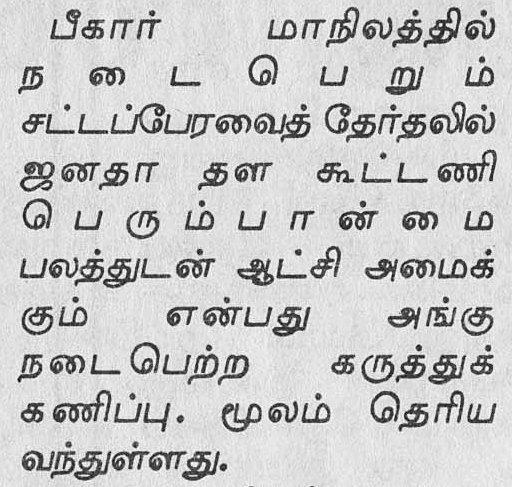 பீகார் மாநிலத்தில்
நடைபெறும்
சட்டப்பேரவைத் தேர்தலில்
ஜனதா தள கூட்டணி
பெரும்பான்மை
பலத்துடன் ஆட்சி அமைக்
கும் என்பது அங்கு
நடைபெற்ற கருத்துக்
கணிப்பு. மூலம் தெரிய
வந்துள்ளது.